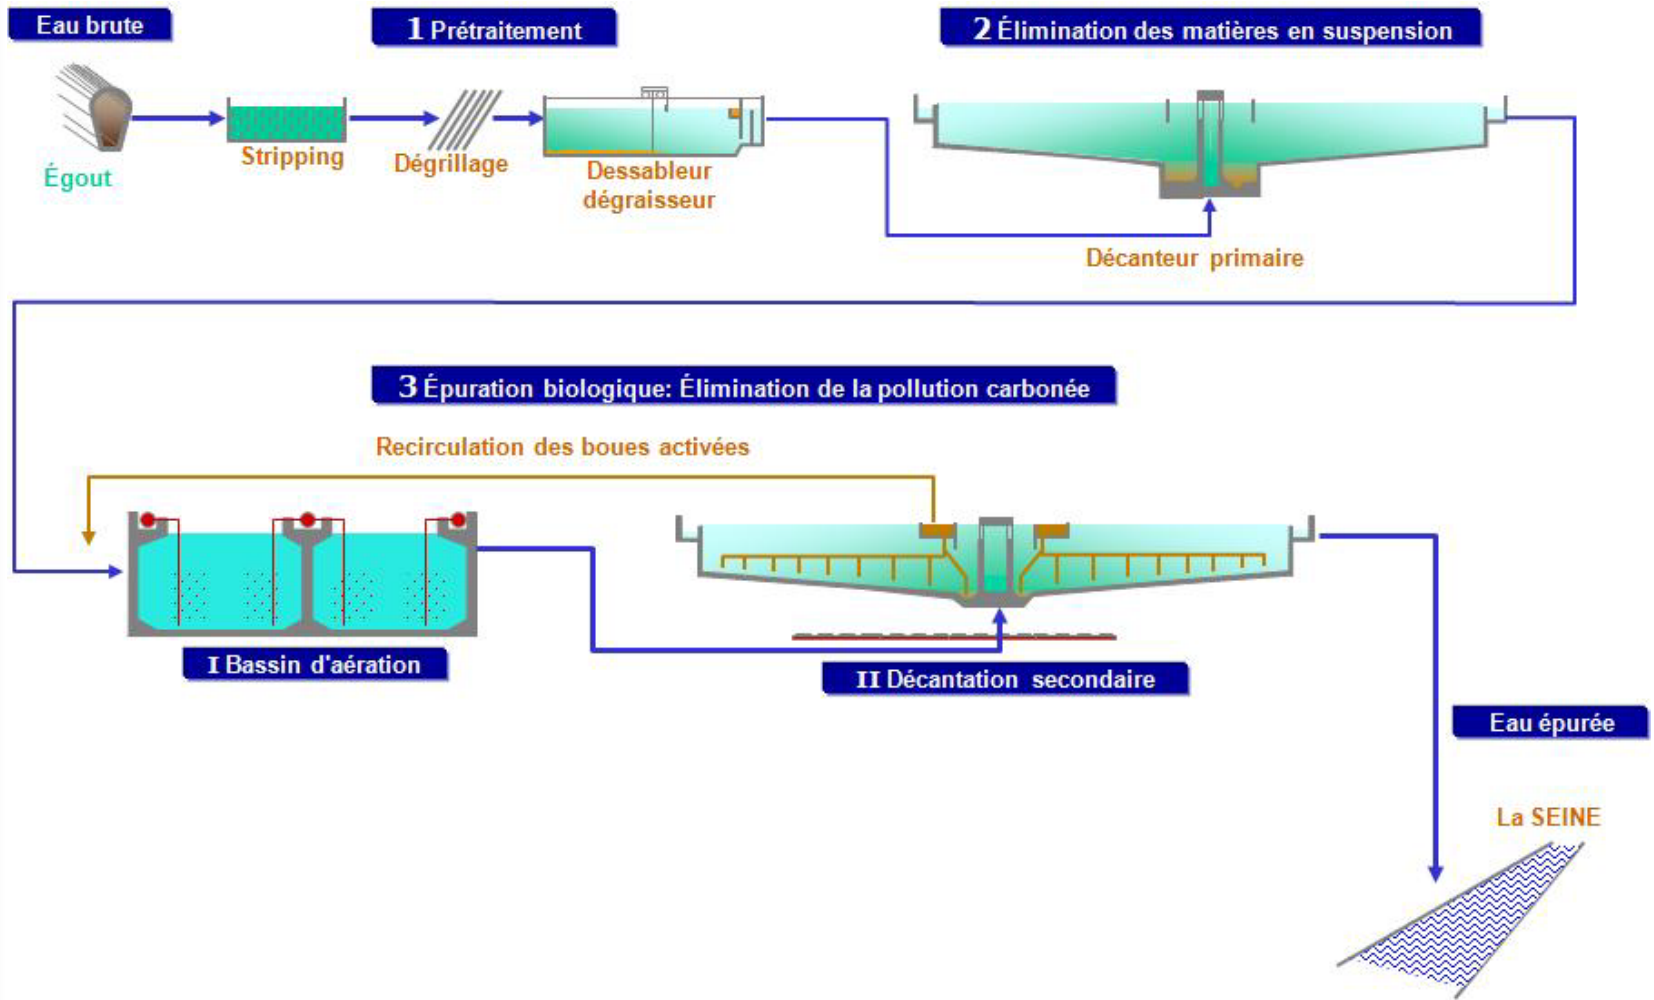 Eau brute
1 Prétraitement
2 Élimination des matières en suspension
Égout
Stripping
Dégrillage
Dessableur
dégraisseur
Décanteur primaire
3 Épuration biologique: Élimination de la pollution carbonée
Recirculation des boues activées
I Bassin d'aération
II Décantation secondaire
Eau épurée
La SEINE